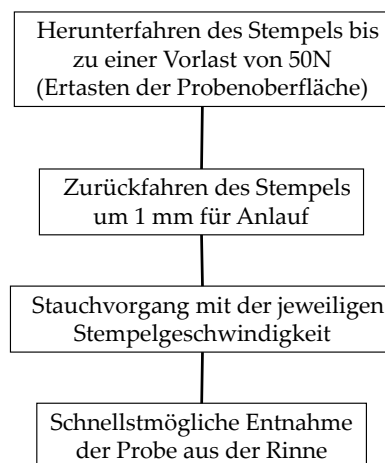 Herunterfahren des Stempels bis
zu einer Vorlast von 50N
(Ertasten der Probenoberfläche)
Zurückfahren des Stempels
um 1 mm für Anlauf
Stauchvorgang mit der jeweiligen
Stempelgeschwindigkeit
Schnellstmögliche Entnahme
der Probe aus der Rinne